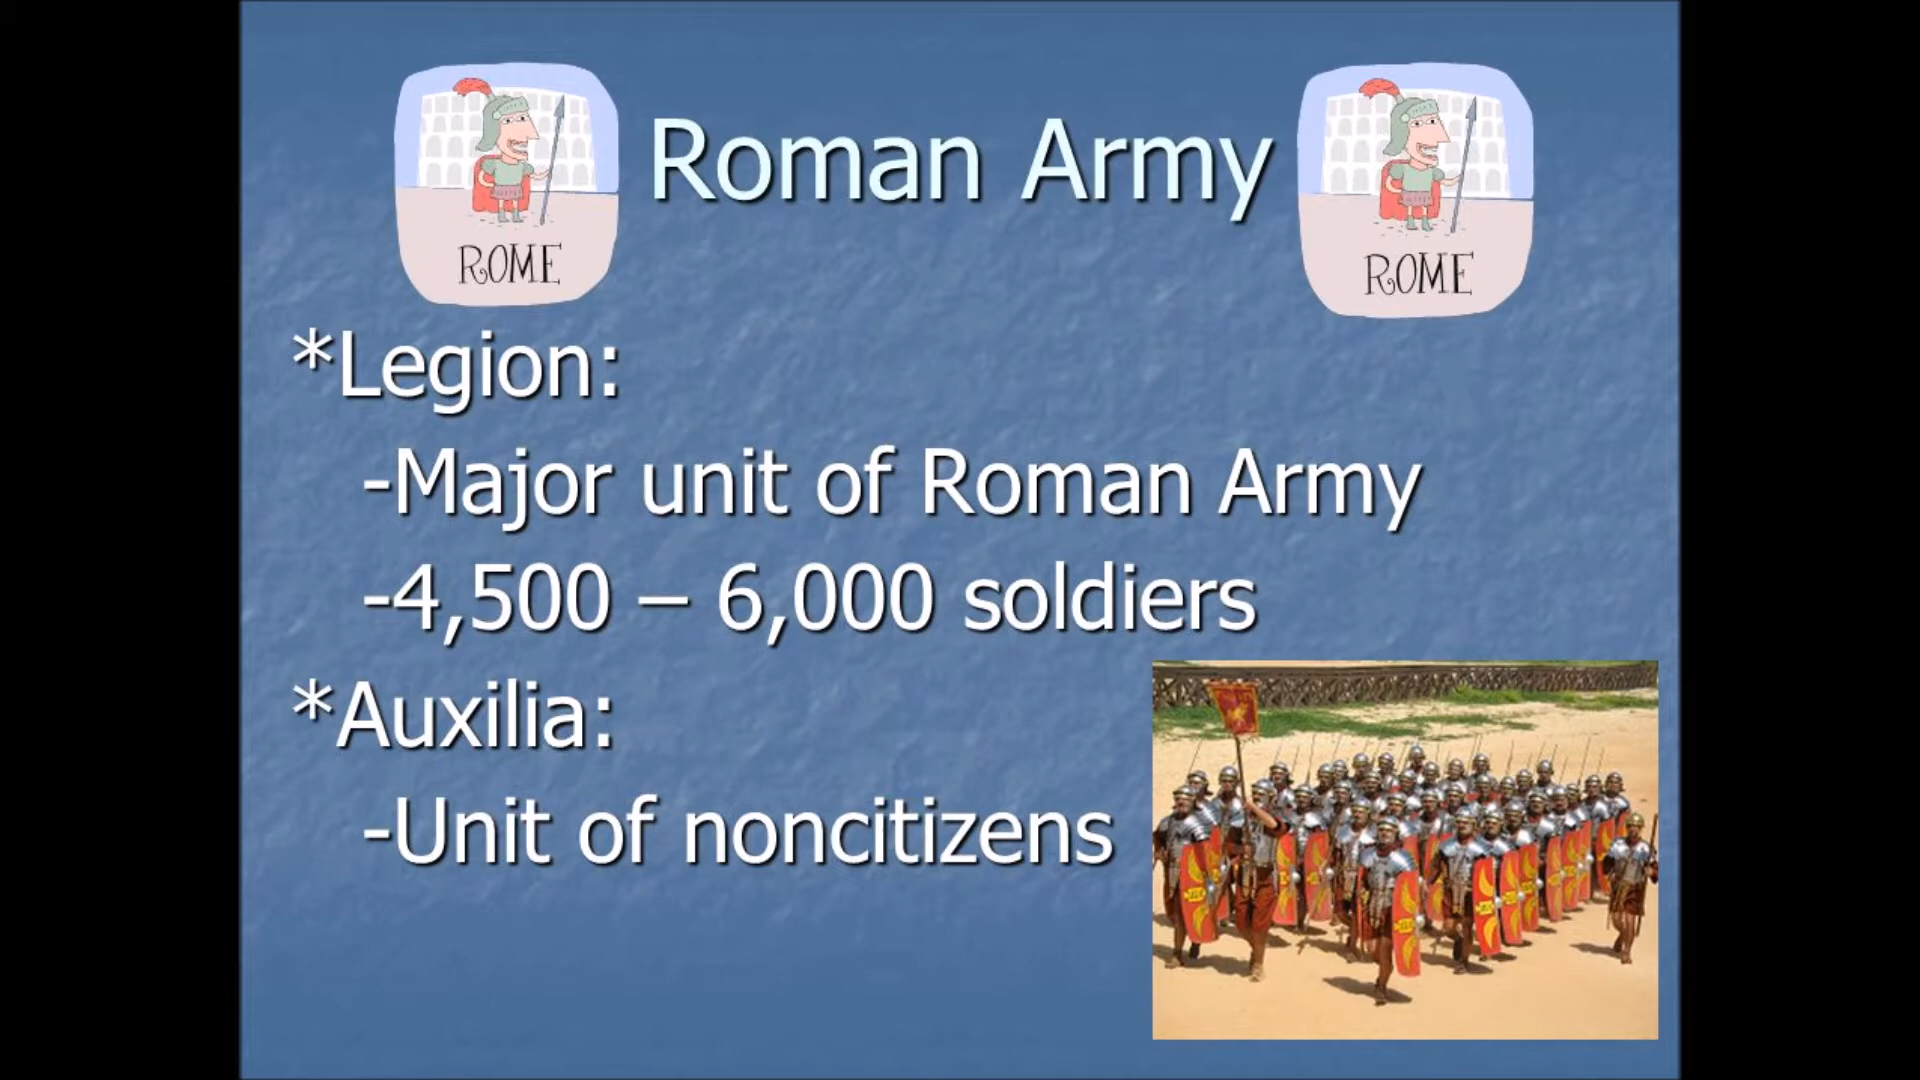 Roman Army
ROME
ROME
*Legion:
-Major unit of Roman Army
-4,500 – 6,000 soldiers
*Auxilia:
-Unit of noncitizens